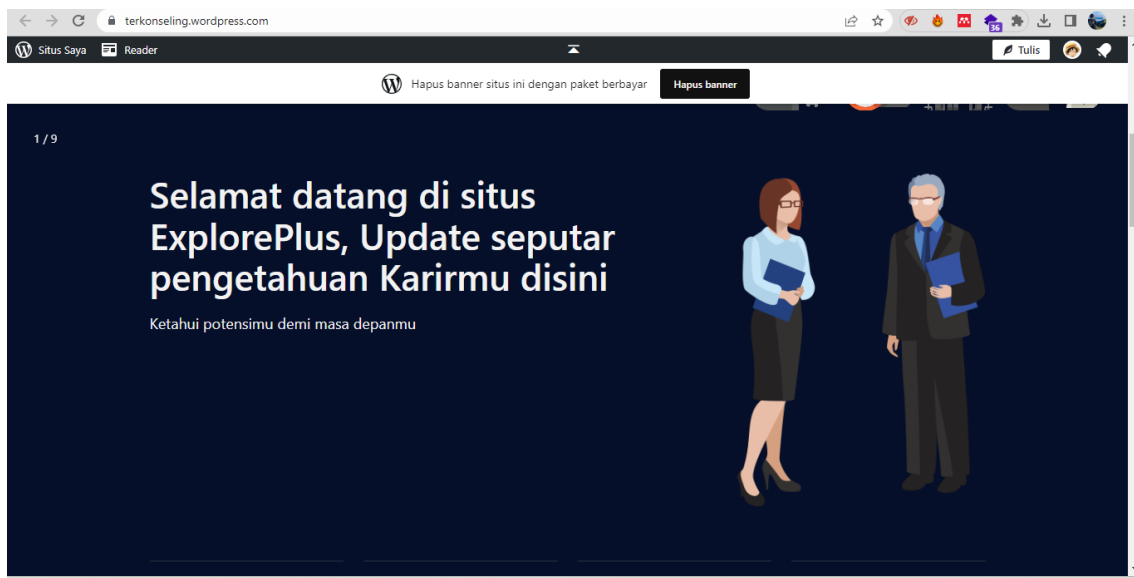 terkonseling.wordpress.com
36
Situs Saya Reader Tulis
Hapus banner situs ini dengan paket berbayar Hapus banner
1 / 9
Selamat datang di situs
ExplorePlus, Update seputar
pengetahuan Karirmu disini
Ketahui potensimu demi masa depanmu